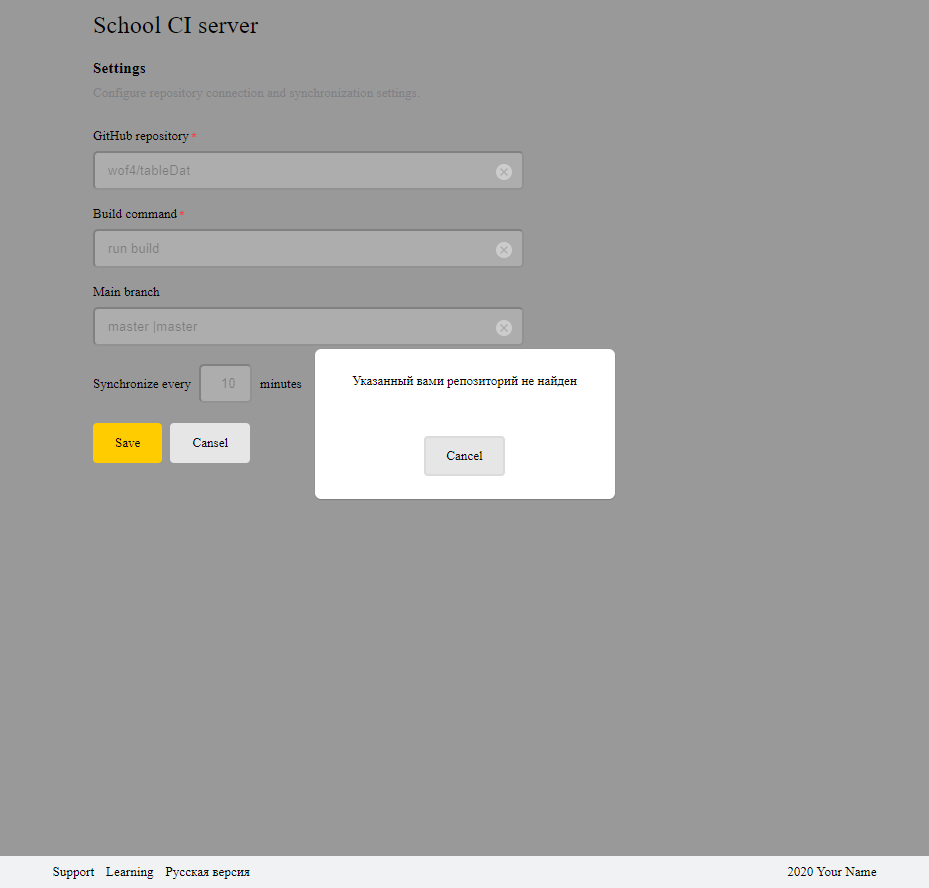 School CI server
Settings
Configure repository connection and synchronization settings.
GitHub repository *
wof4/tableDat
Build command *
run build
Main branch
master |master
Synchronize every 10 minutes
Save Cansel
Указанный вами репозиторий не найден
Cancel
Support Learning Русская версия 2020 Your Name